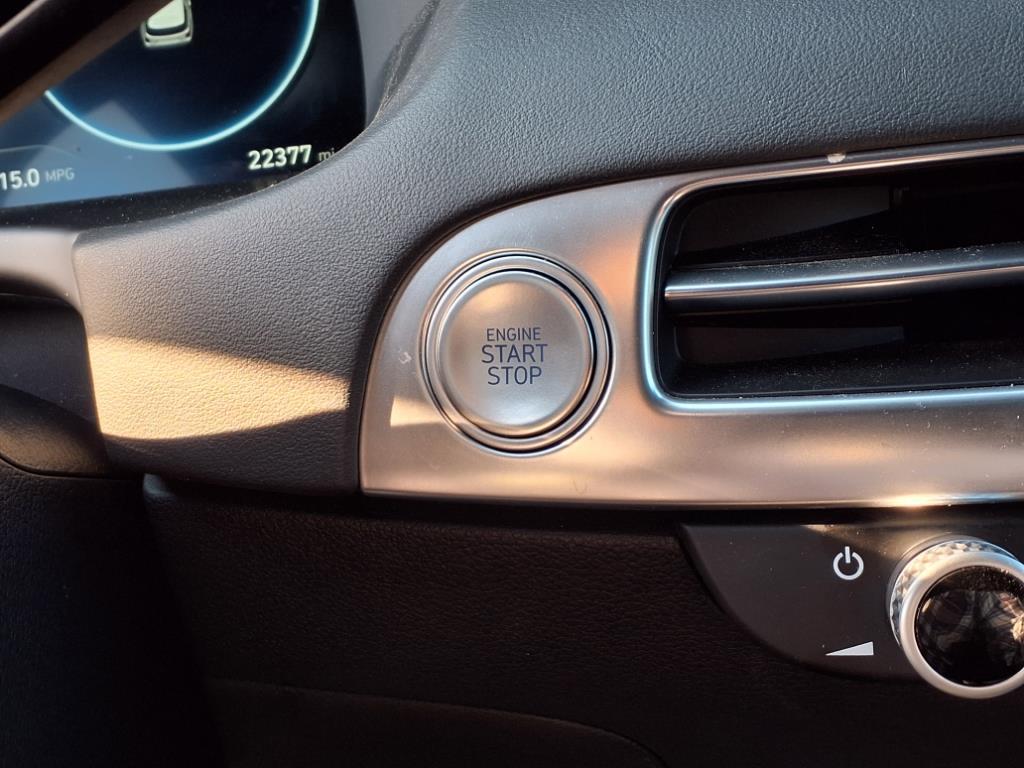 22377 mi
15.0 MPG
ENGINE
START
STOP